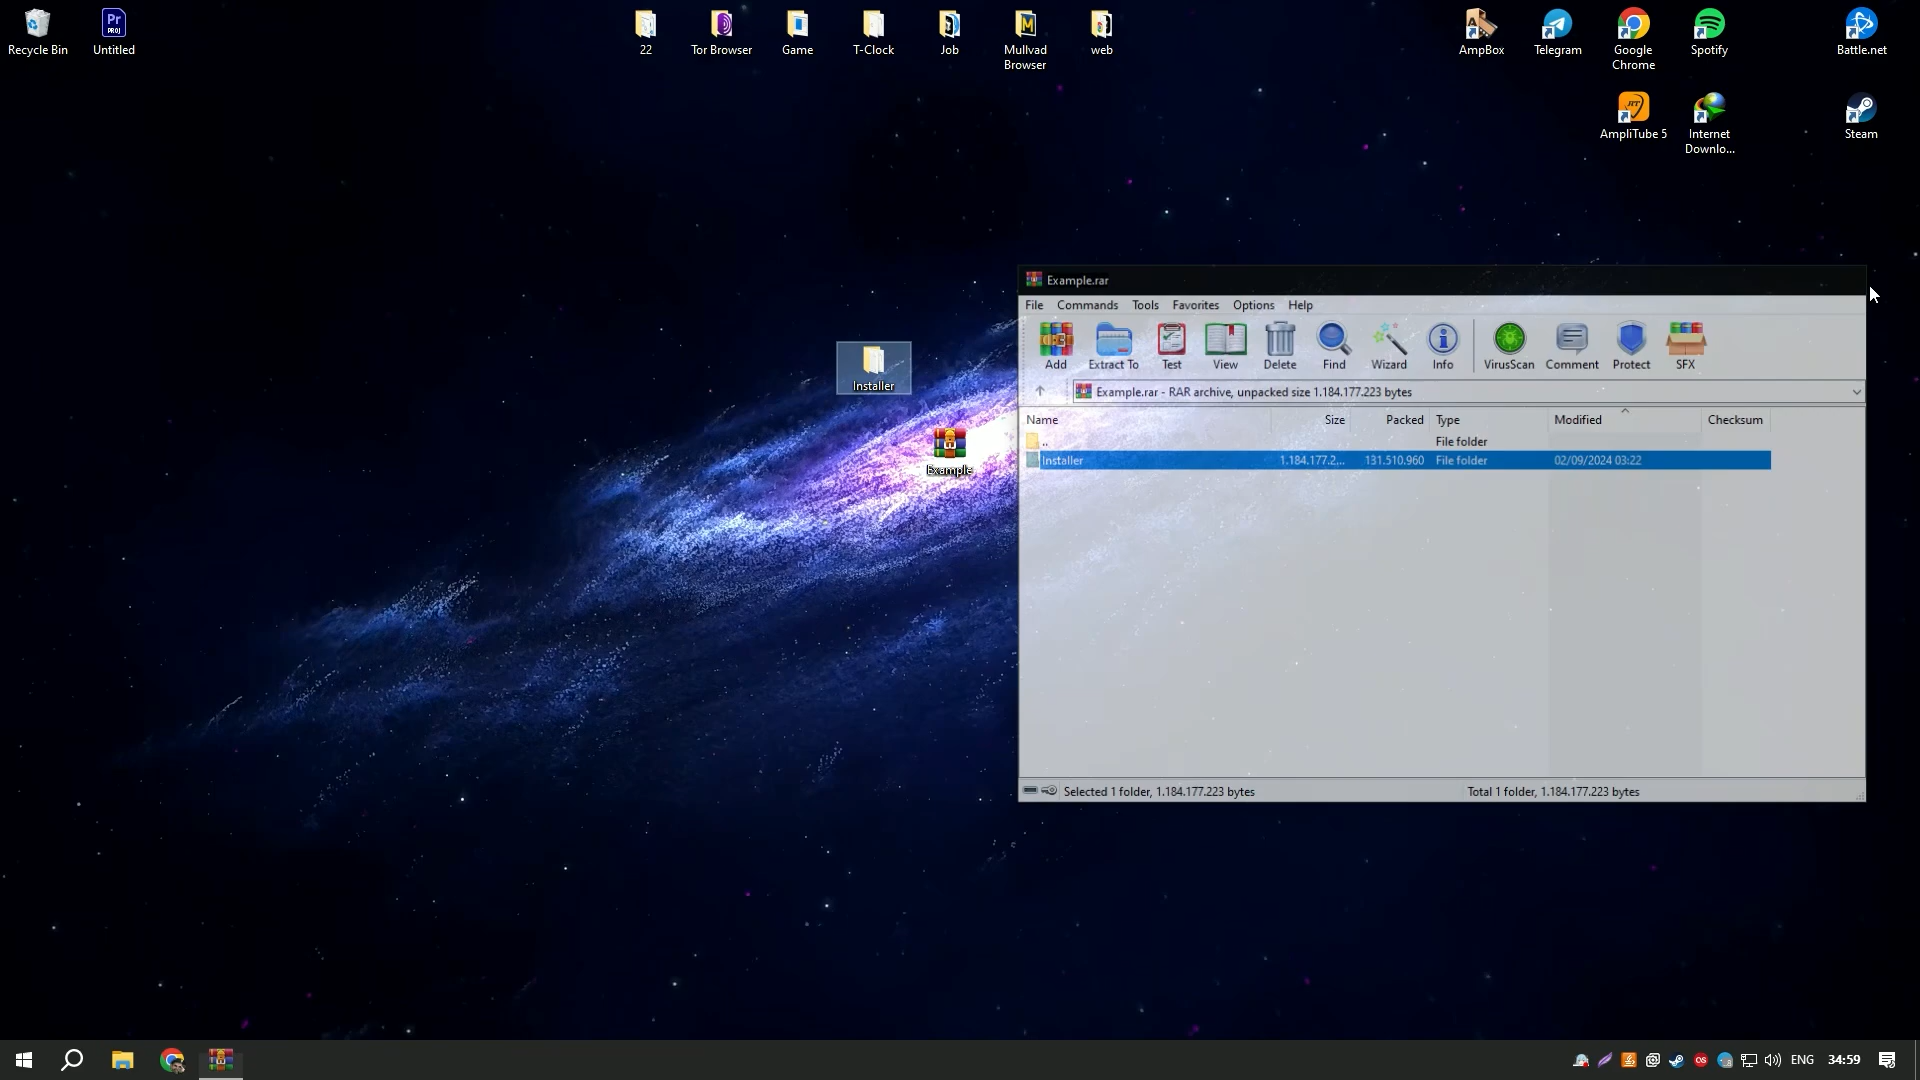 Recycle Bin
Untitled
22
Tor Browser
Game
T-Clock
Job
Mullvad
Browser
web
AmpBox
Telegram
Google
Chrome
Spotify
Battle.net
AmpliTube 5
Internet
Downlo...
Steam
Installer
Example
Example.rar
File Commands Tools Favorites Options Help
Add Extract To Test View Delete Find Wizard Info VirusScan Comment Protect SFX
Example.rar - RAR archive, unpacked size 1.184.177.223 bytes
Name Size Packed Type Modified Checksum
.. File folder
Installer 1.184.177.2... 131.510.960 File folder 02/09/2024 03:22
Selected 1 folder, 1.184.177.223 bytes Total 1 folder, 1.184.177.223 bytes
ENG 34:59